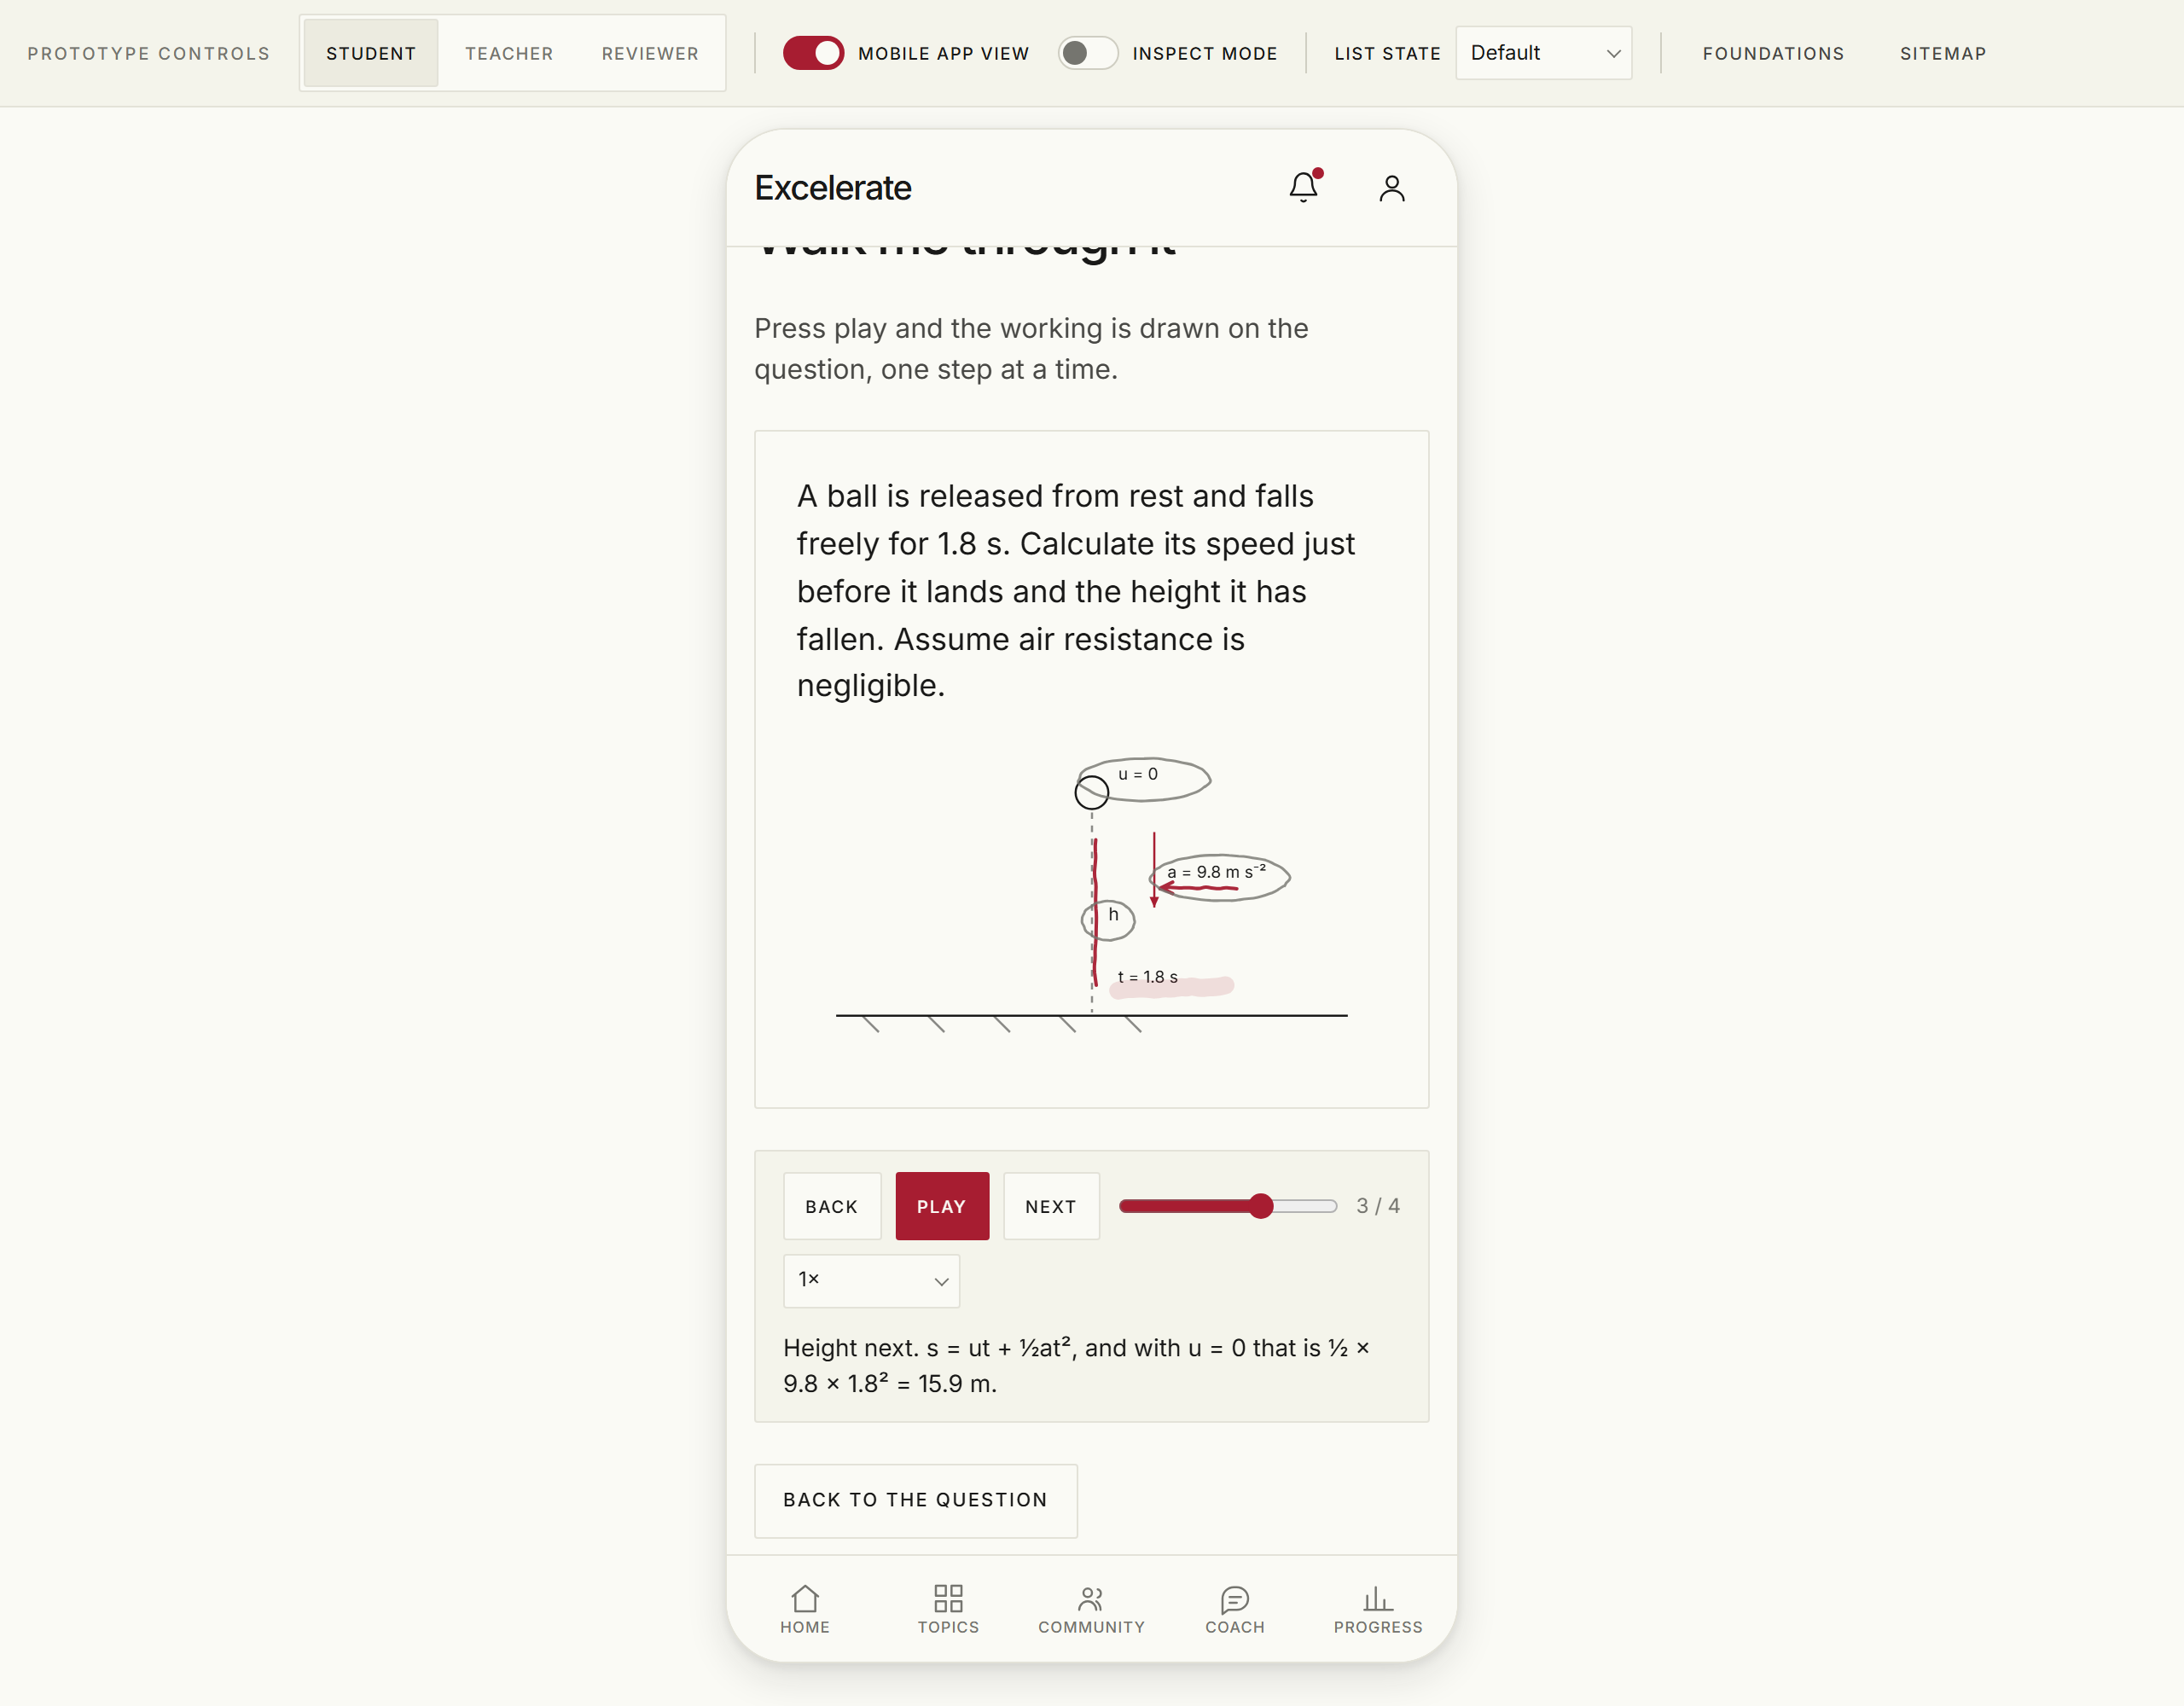 PROTOTYPE CONTROLS STUDENT TEACHER REVIEWER MOBILE APP VIEW INSPECT MODE LIST STATE Default FOUNDATIONS SITEMAP
Excelerate
Walk me through it
Press play and the working is drawn on the
question, one step at a time.
A ball is released from rest and falls
freely for 1.8 s. Calculate its speed just
before it lands and the height it has
fallen. Assume air resistance is
negligible.
u = 0
a = 9.8 m s⁻²
h
t = 1.8 s
BACK PLAY NEXT 3 / 4
1×
Height next. s = ut + ½at², and with u = 0 that is ½ ×
9.8 × 1.8² = 15.9 m.
BACK TO THE QUESTION
HOME TOPICS COMMUNITY COACH PROGRESS